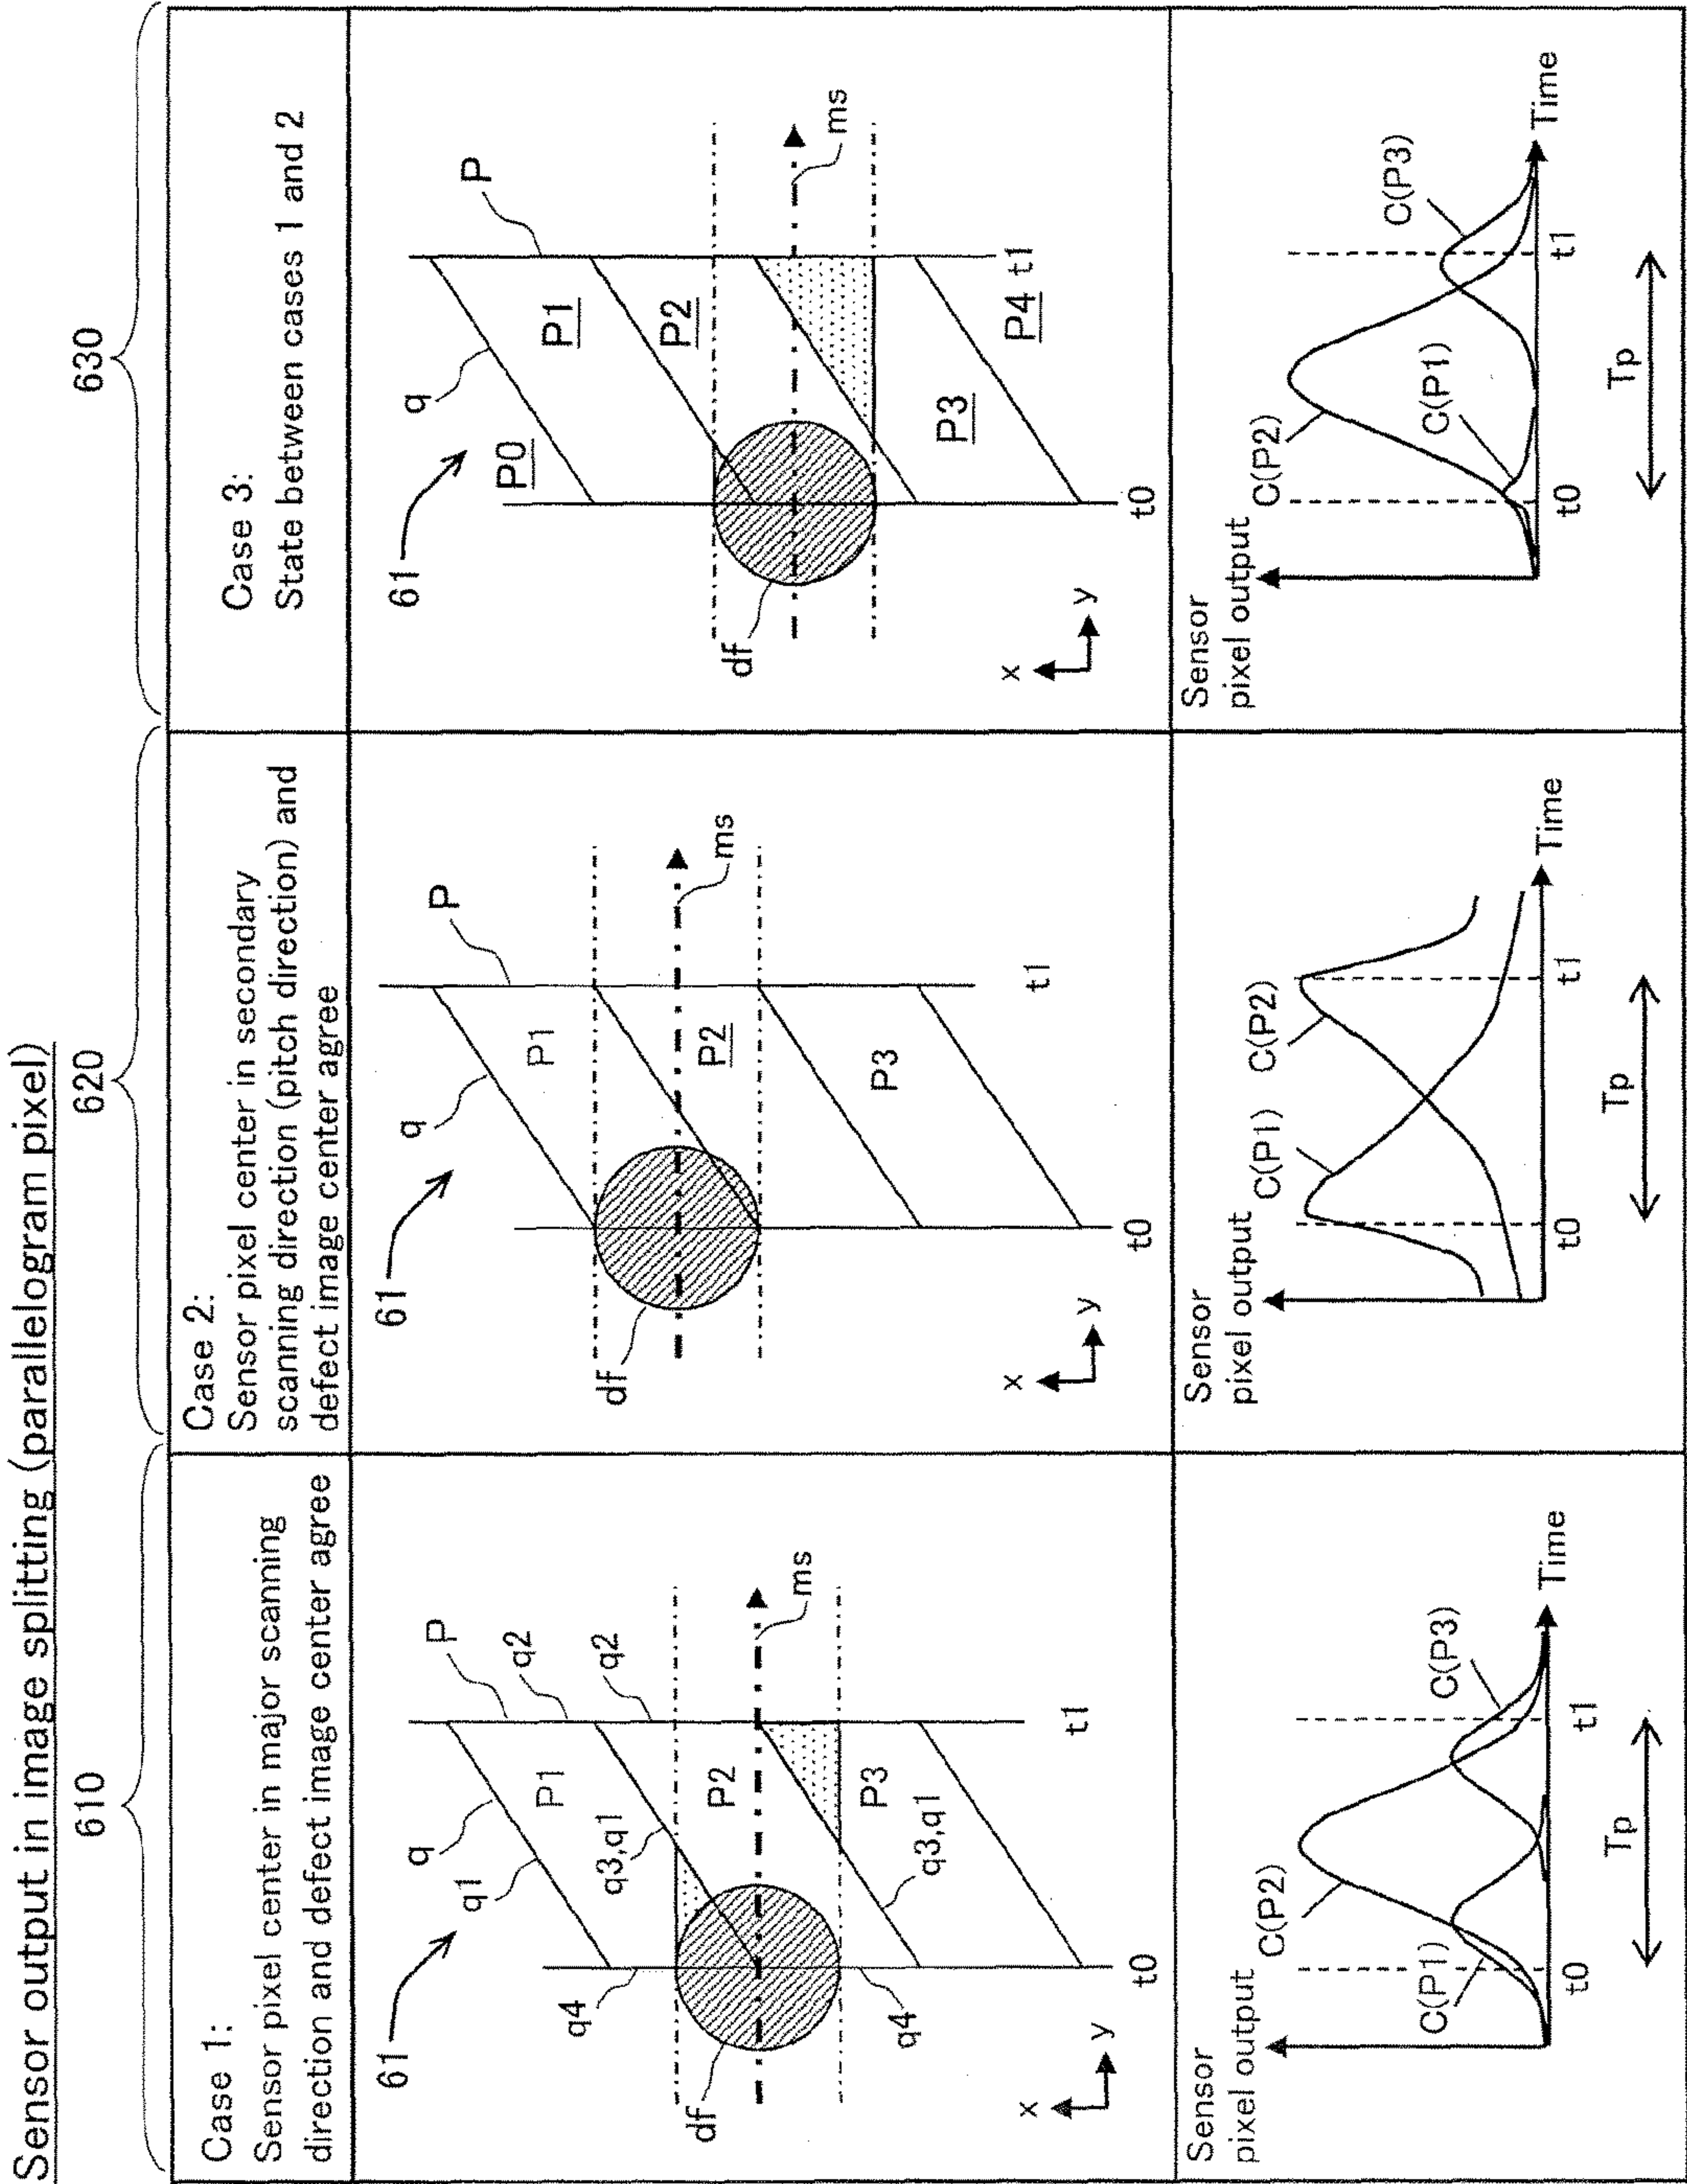 Sensor output in image splitting (parallelogram pixel)
610
620
630
Case 1:
Sensor pixel center in major scanning
direction and defect image center agree
Case 2:
Sensor pixel center in secondary
scanning direction (pitch direction) and
defect image center agree
Case 3:
State between cases 1 and 2
61
q
q1
P
q2
q2
P1
q3,q1
P2
P3
q3,q1
q4
q4
df
ms
t0
t1
x
y
61
q
P
P1
P2
P3
df
ms
t0
t1
x
y
61
P0
q
P
P1
P2
P3
P4
df
ms
t0
t1
x
y
Sensor
pixel output
C(P1)
C(P2)
C(P3)
t0
t1
Time
Tp
Sensor
pixel output
C(P1)
C(P2)
t0
t1
Time
Tp
Sensor
pixel output
C(P2)
C(P1)
C(P3)
t0
t1
Time
Tp